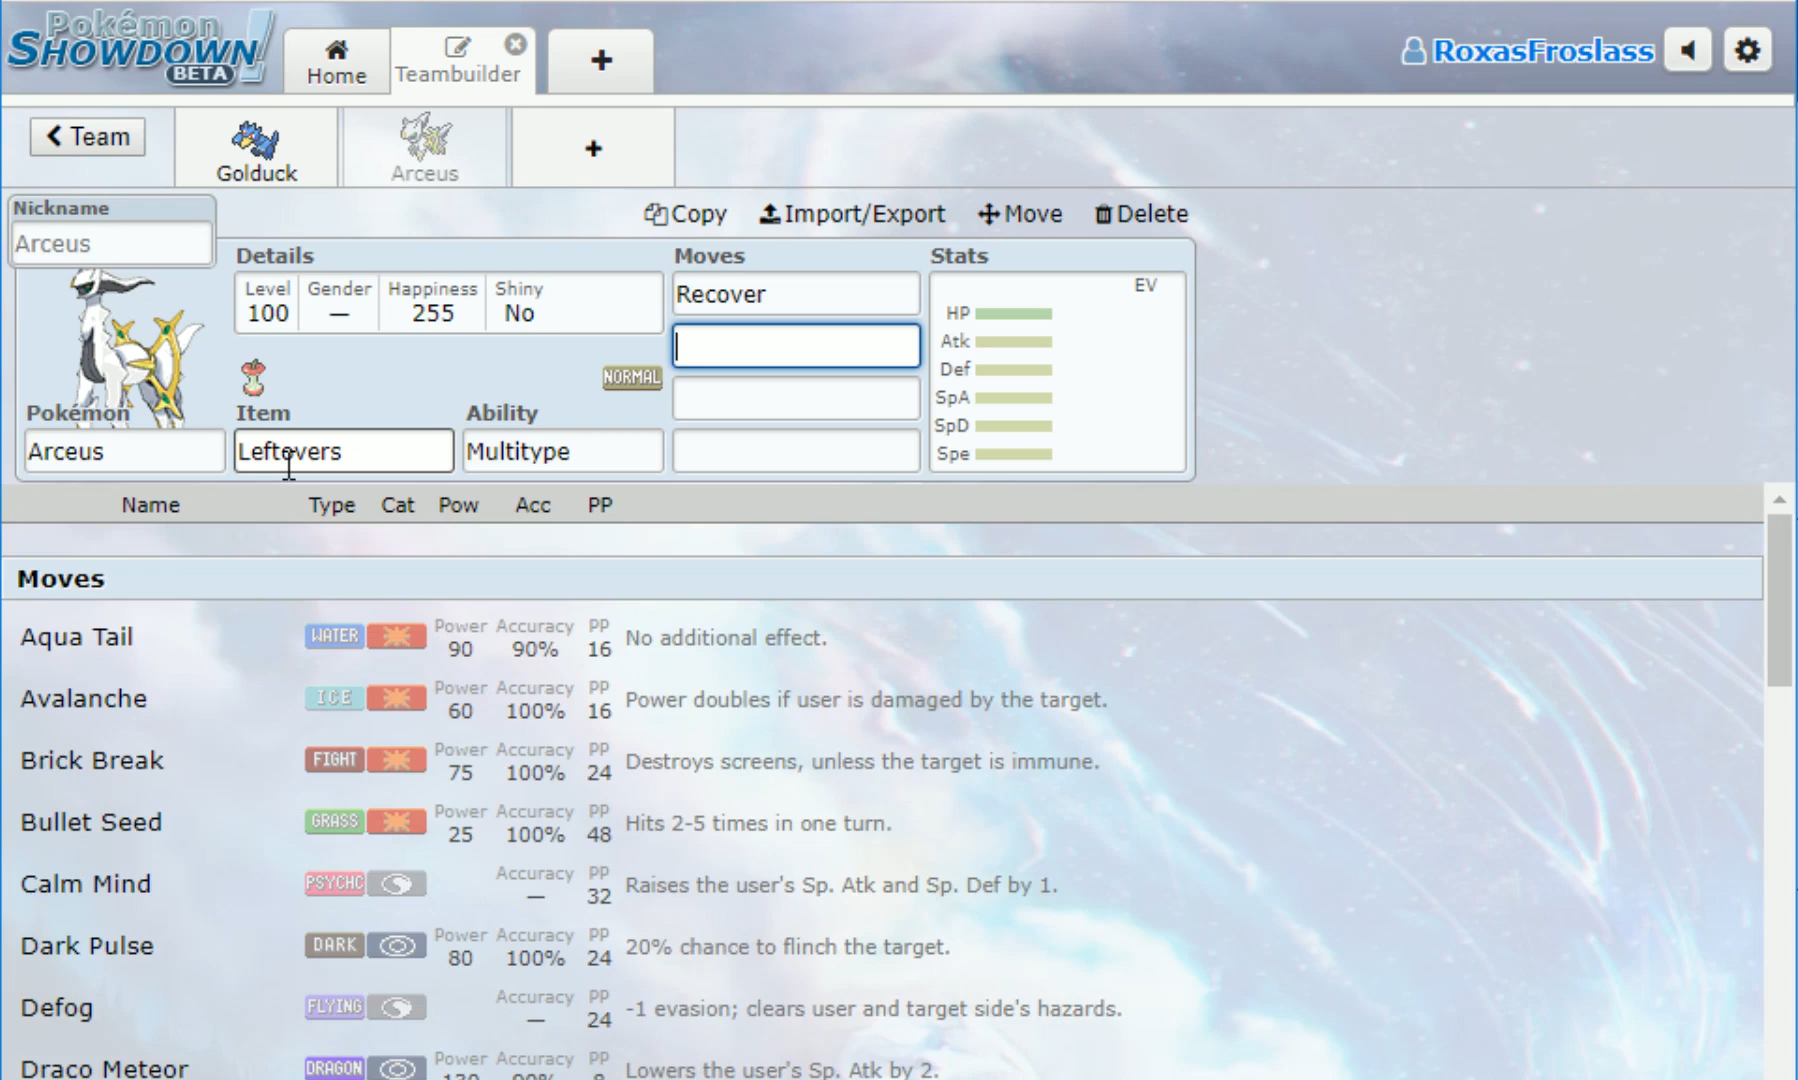 Pokémon
SHOWDOWN!
BETA
Home
Teambuilder
+
RoxasFroslass
Team
Golduck
Arceus
+
Nickname
Arceus
Copy
Import/Export
Move
Delete
Details
Level
100
Gender
—
Happiness
255
Shiny
No
NORMAL
Pokémon
Arceus
Item
Leftovers
Ability
Multitype
Moves
Recover
Stats
EV
HP
Atk
Def
SpA
SpD
Spe
Name Type Cat Pow Acc PP
Moves
Aqua Tail WATER Power 90 Accuracy 90% PP 16 No additional effect.
Avalanche ICE Power 60 Accuracy 100% PP 16 Power doubles if user is damaged by the target.
Brick Break FIGHT Power 75 Accuracy 100% PP 24 Destroys screens, unless the target is immune.
Bullet Seed GRASS Power 25 Accuracy 100% PP 48 Hits 2-5 times in one turn.
Calm Mind PSYCHC Accuracy — PP 32 Raises the user's Sp. Atk and Sp. Def by 1.
Dark Pulse DARK Power 80 Accuracy 100% PP 24 20% chance to flinch the target.
Defog FLYING Accuracy — PP 24 -1 evasion; clears user and target side's hazards.
Draco Meteor DRAGON Power 130 Accuracy 90% PP 8 Lowers the user's Sp. Atk by 2.